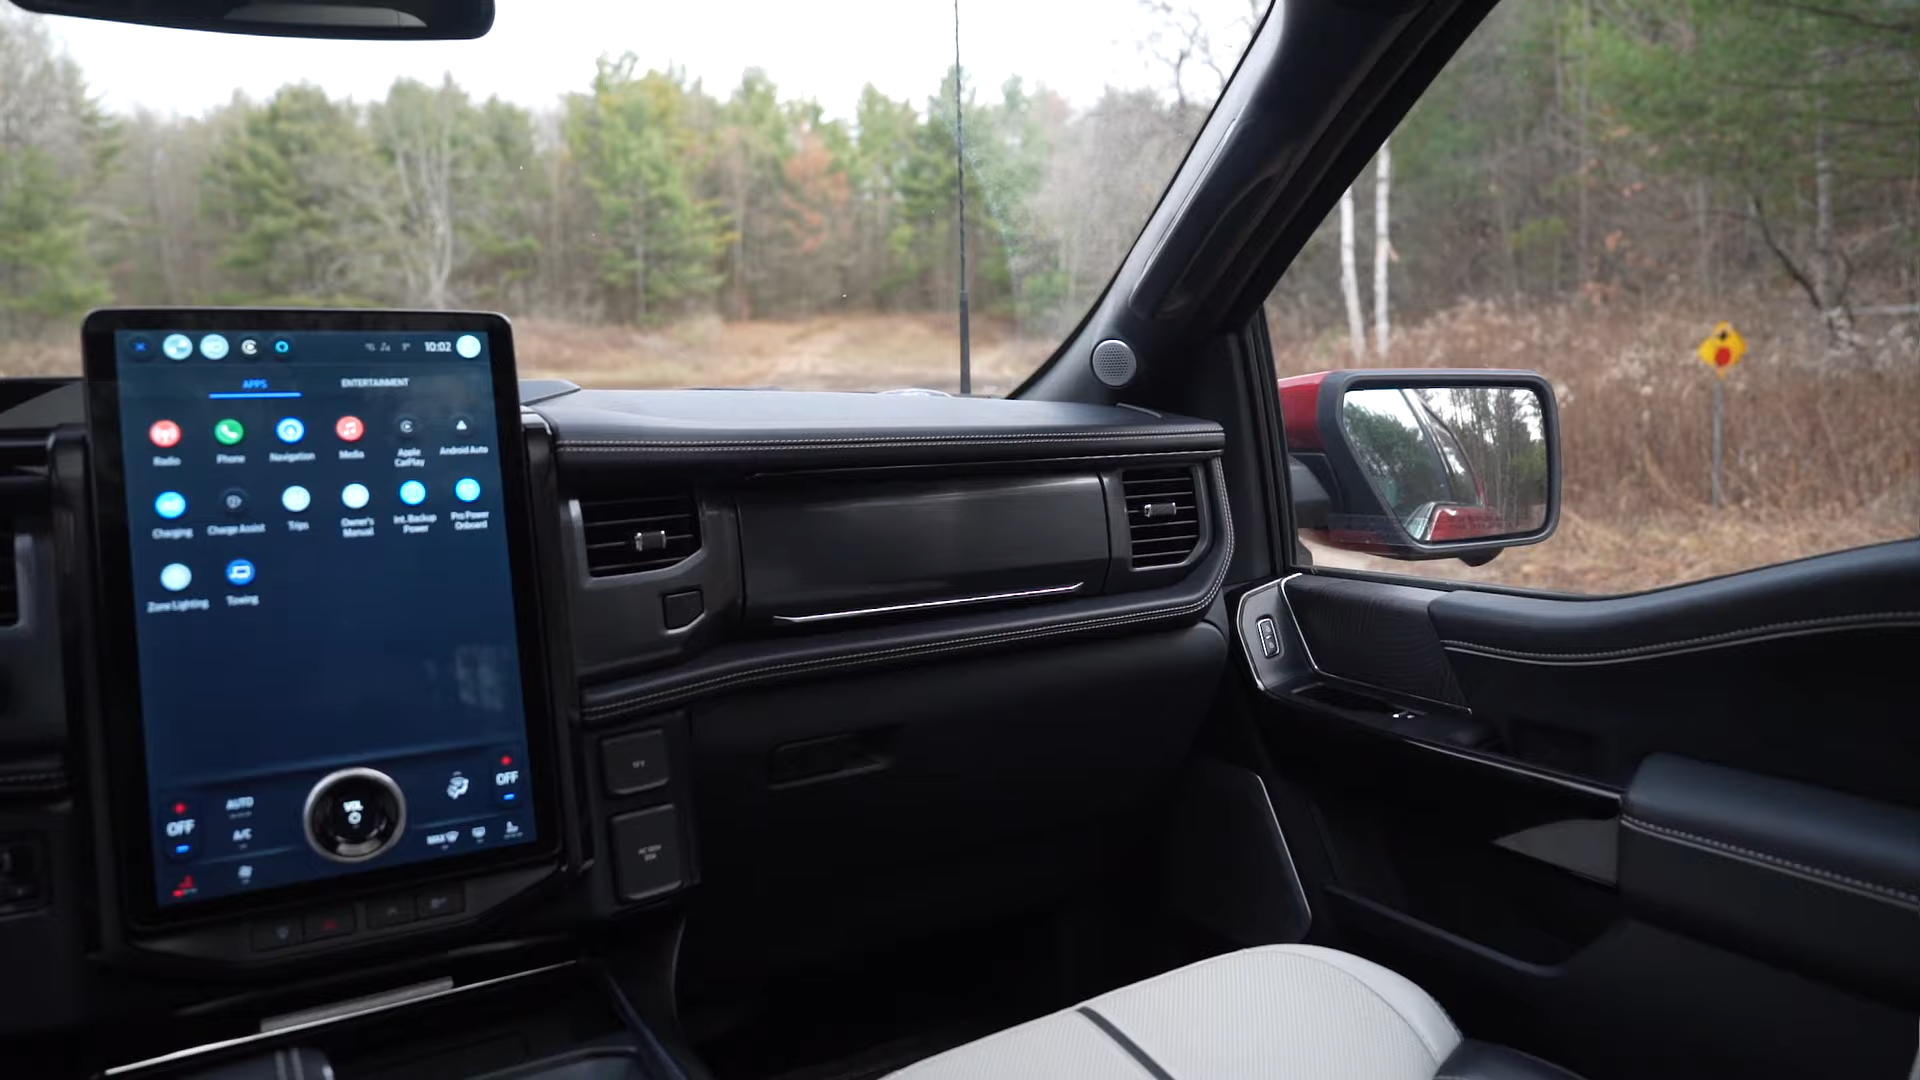 10:02
APPS
ENTERTAINMENT
Radio
Phone
Navigation
Media
Apple
CarPlay
Android Auto
Charging
Charge Assist
Trips
Owner's
Manual
Int. Backup
Power
Pro Power
Onboard
Zone Lighting
Towing
OFF
AUTO
A/C
VOL
OFF
MAX